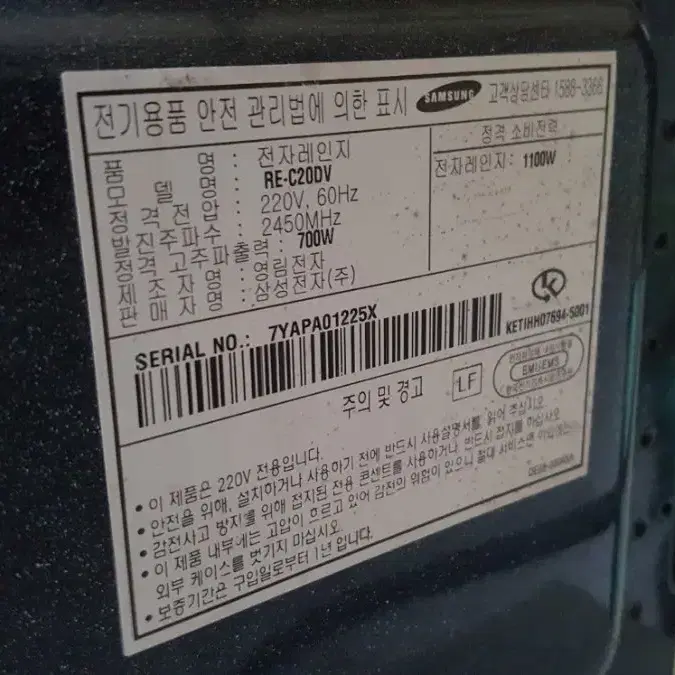 전기용품 안전 관리법에 의한 표시 SAMSUNG 고객상담센타 1588-3366
품 명 : 전자레인지
모 델 명 : RE-C20DV
정 격 전 압 : 220V, 60Hz
발진주파수 : 2450MHz
정격 고주파출력 : 700W
제 조 자 명 : 영림전자
판 매 자 명 : 삼성전자(주)
정격 소비전력
전자레인지 : 1100W
SERIAL NO.: 7YAPA01225X
KETIHH07694-5001
EMI/EMS
주의 및 경고
LF
• 이 제품은 220V 전용입니다.
• 안전을 위해, 설치하거나 사용하기 전에 반드시 사용설명서를 읽어 주십시오.
• 감전사고 방지를 위해 접지된 전용 콘센트를 사용하거나, 반드시 접지를 하십시오.
• 이 제품 내부에는 고압이 흐르고 있어 감전의 위험이 있으니 절대 서비스맨 이외에는
외부 케이스를 벗기지 마십시오.
• 보증기간은 구입일로부터 1년 입니다.